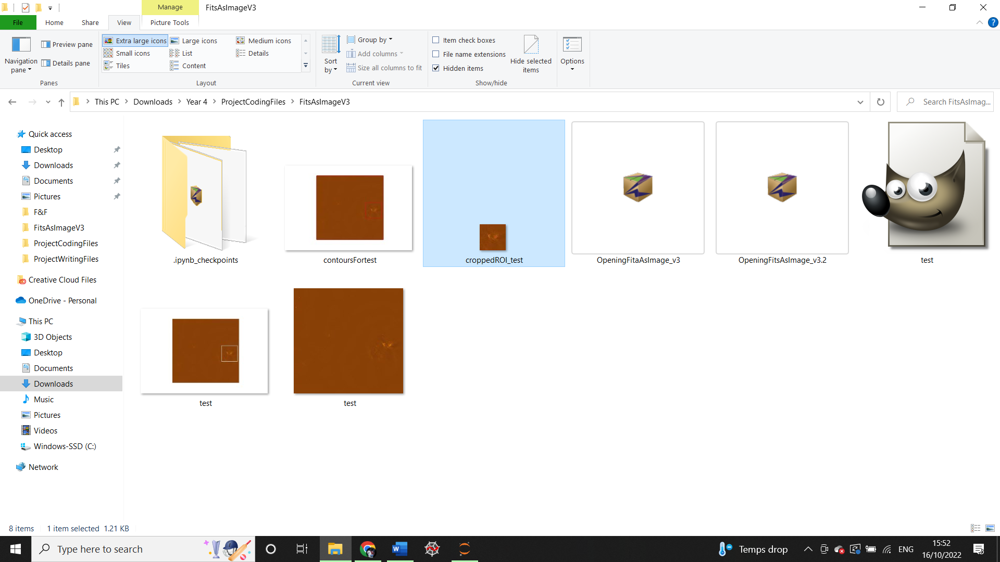 Manage
FitsAsImageV3
File
Home
Share
View
Picture Tools
?
Navigation pane
Preview pane
Details pane
Panes
Extra large icons
Large icons
Medium icons
Small icons
List
Details
Tiles
Content
Layout
Sort by
Group by
Add columns
Size all columns to fit
Current view
Item check boxes
File name extensions
Hidden items
Hide selected items
Show/hide
Options
This PC > Downloads > Year 4 > ProjectCodingFiles > FitsAsImageV3
Search FitsAsImag...
Quick access
Desktop
Downloads
Documents
Pictures
F&F
FitsAsImageV3
ProjectCodingFiles
ProjectWritingFiles
Creative Cloud Files
OneDrive - Personal
This PC
3D Objects
Desktop
Documents
Downloads
Music
Pictures
Videos
Windows-SSD (C:)
Network
.ipynb_checkpoints
contoursFortest
croppedROI_test
OpeningFitaAsImage_v3
OpeningFitsAsImage_v3.2
test
test
test
8 items
1 item selected 1.21 KB
Type here to search
W
Temps drop
ENG
15:52
16/10/2022